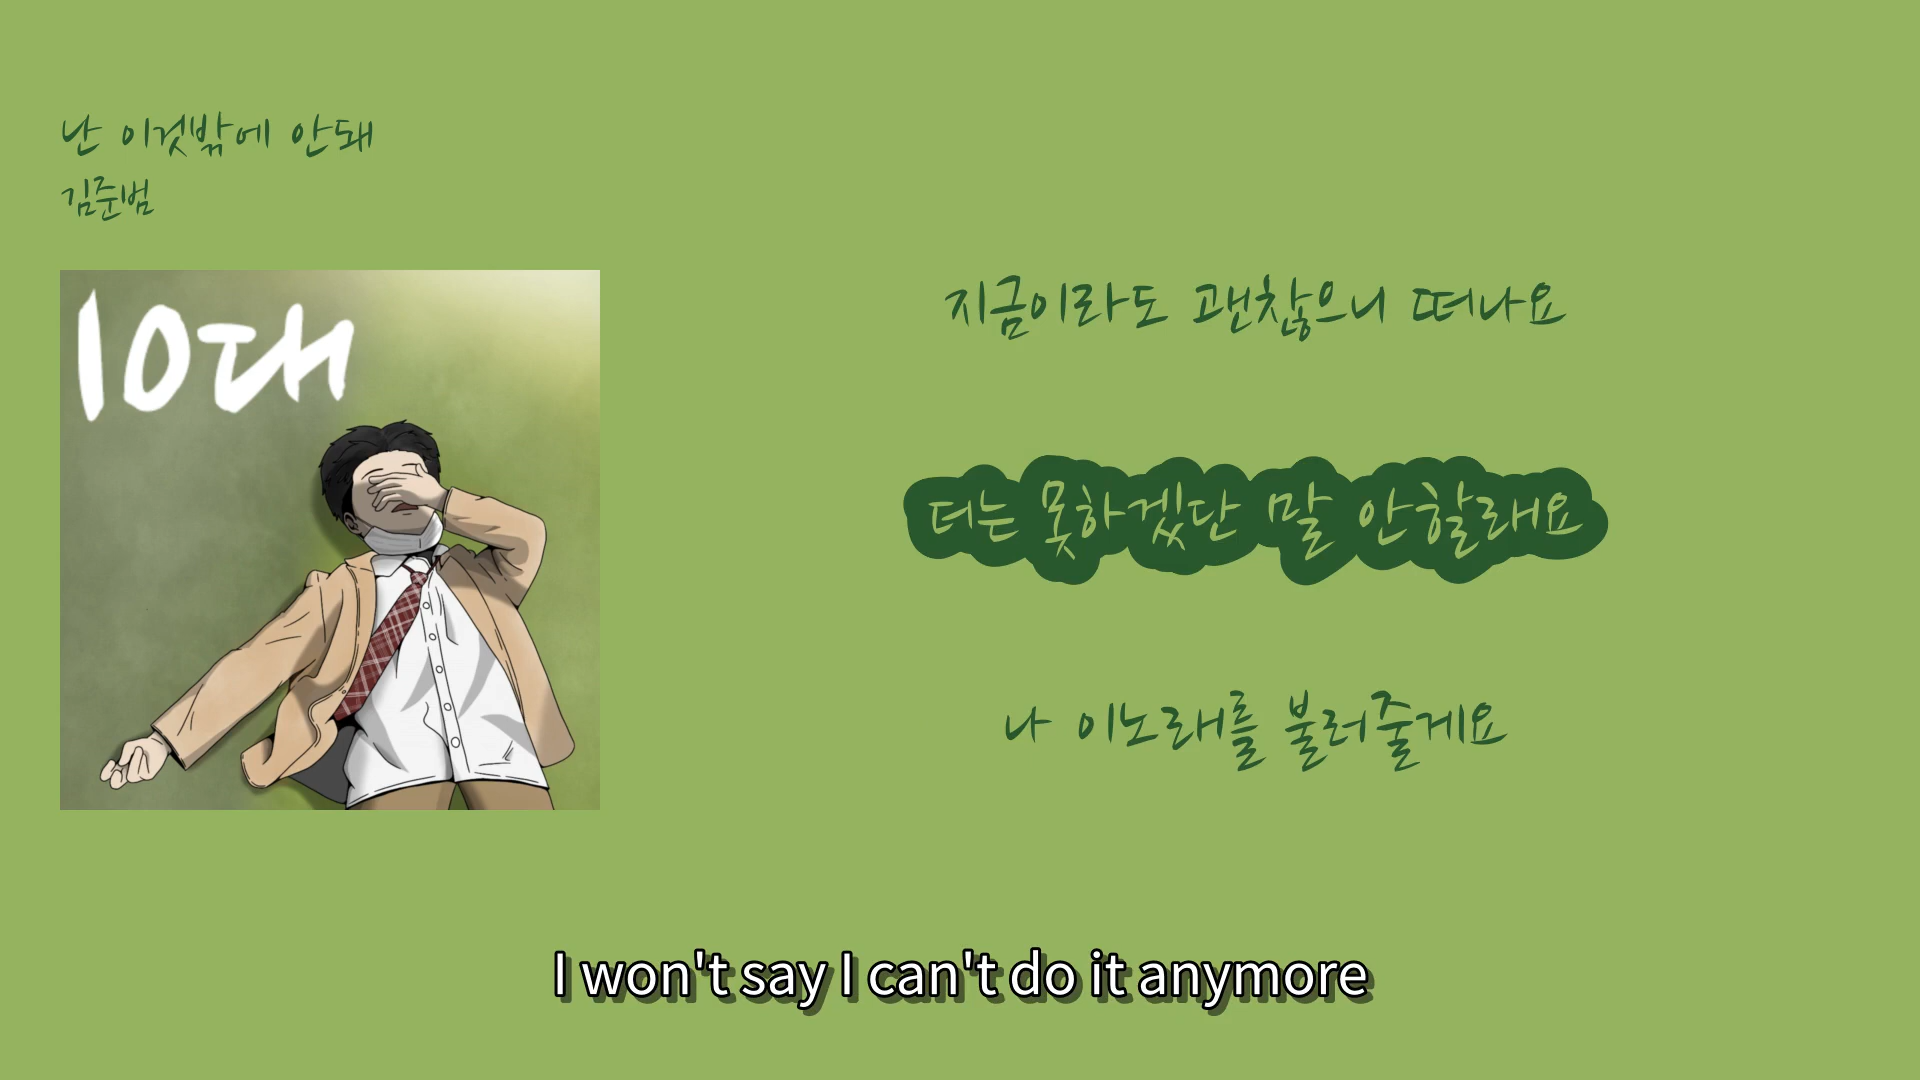 난 이것밖에 안돼
김준범
10대
지금이라도 괜찮으니 떠나요
더는 못하겠단 말 안할래요
나 이노래를 불러줄게요
I won't say I can't do it anymore